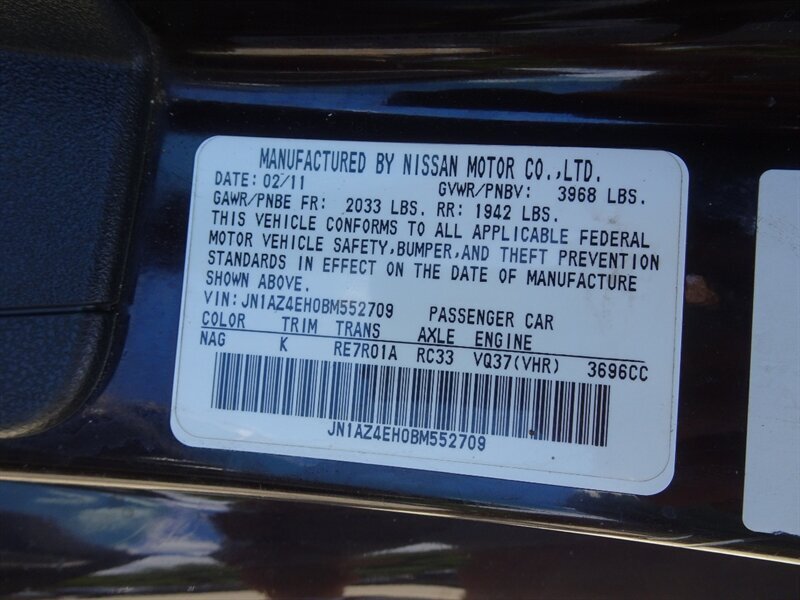 MANUFACTURED BY NISSAN MOTOR CO.,LTD.
DATE: 02/11 GVWR/PNBV: 3968 LBS.
GAWR/PNBE FR: 2033 LBS. RR: 1942 LBS.
THIS VEHICLE CONFORMS TO ALL APPLICABLE FEDERAL
MOTOR VEHICLE SAFETY,BUMPER,AND THEFT PREVENTION
STANDARDS IN EFFECT ON THE DATE OF MANUFACTURE
SHOWN ABOVE.
VIN:JN1AZ4EH0BM552709 PASSENGER CAR
COLOR TRIM TRANS AXLE ENGINE
NAG K RE7R01A RC33 VQ37(VHR) 3696CC
JN1AZ4EH0BM552709